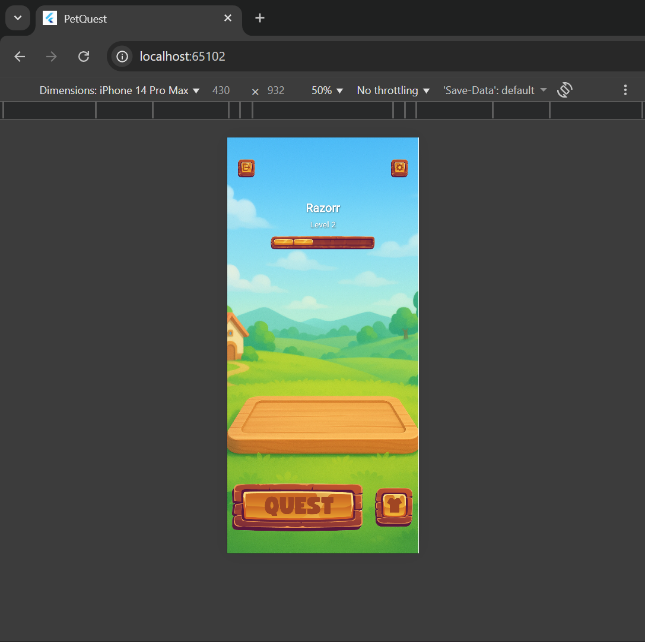 PetQuest
localhost:65102
Dimensions: iPhone 14 Pro Max 430 × 932 50% No throttling 'Save-Data': default
Razorr
Level 2
QUEST